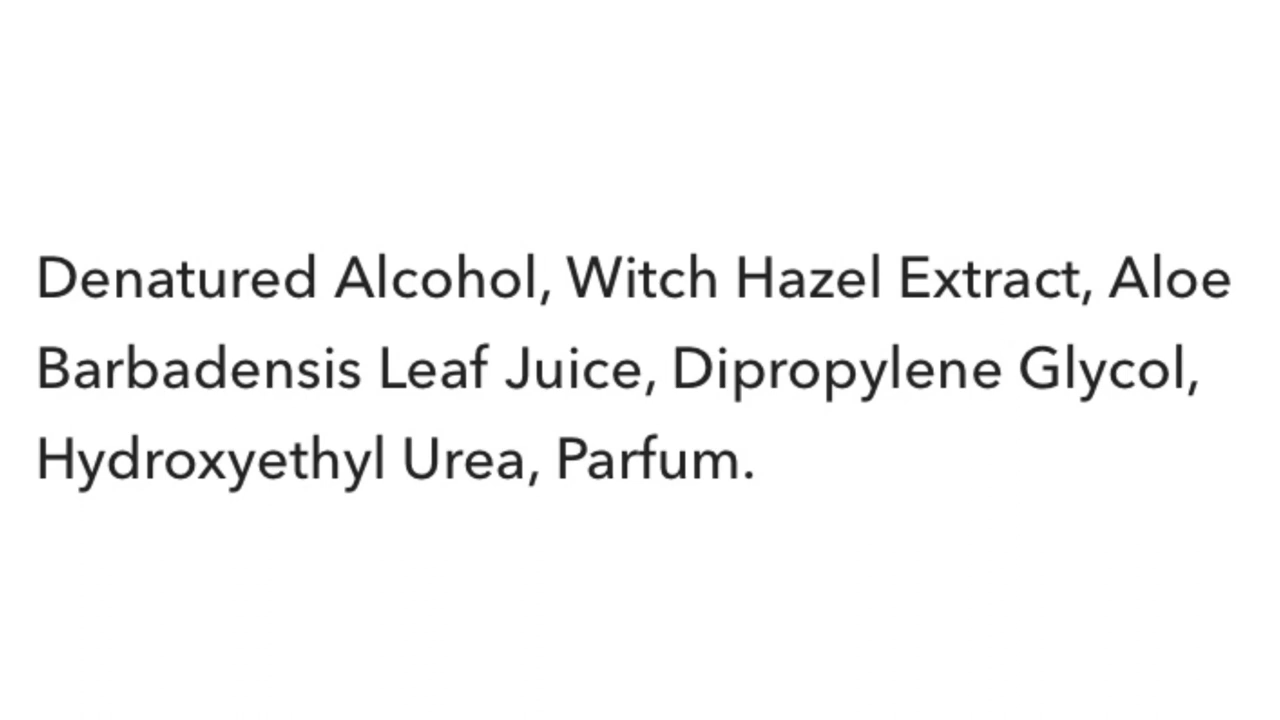 Denatured Alcohol, Witch Hazel Extract, Aloe
Barbadensis Leaf Juice, Dipropylene Glycol,
Hydroxyethyl Urea, Parfum.